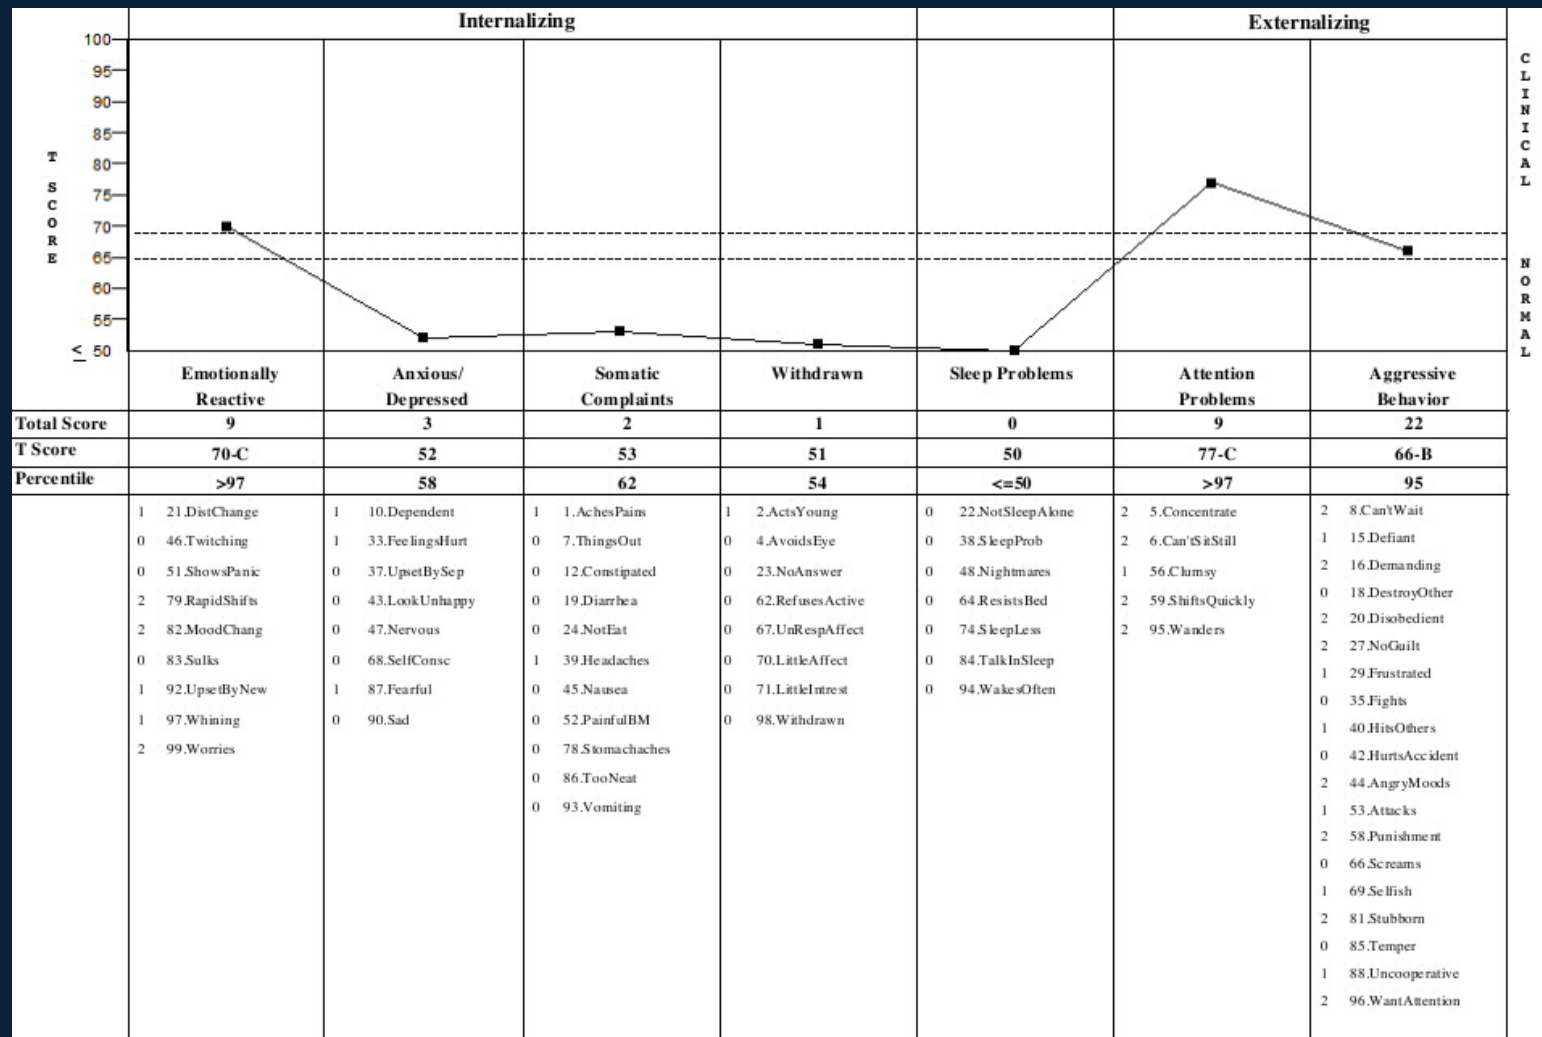 Internalizing Externalizing
100
95
90
85
80
75
70
65
60
55
< 50
T SCORE
CLINICAL
NORMAL
Emotionally Reactive Anxious/ Depressed Somatic Complaints Withdrawn Sleep Problems Attention Problems Aggressive Behavior
Total Score 9 3 2 1 0 9 22
T Score 70-C 52 53 51 50 77-C 66-B
Percentile >97 58 62 54 <=50 >97 95
1 21.DistChange
0 46.Twitching
0 51.ShowsPanic
2 79.RapidShifts
2 82.MoodChang
0 83.Sulks
1 92.UpsetByNew
1 97.Whining
2 99.Worries
1 10.Dependent
1 33.FeelingsHurt
0 37.UpsetBySep
0 43.LookUnhappy
0 47.Nervous
0 68.SelfConsc
1 87.Fearful
0 90.Sad
1 1.AchesPains
0 7.ThingsOut
0 12.Constipated
0 19.Diarrhea
0 24.NotEat
1 39.Headaches
0 45.Nausea
0 52.PainfulBM
0 78.Stomachaches
0 86.TooNeat
0 93.Vomiting
1 2.ActsYoung
0 4.AvoidsEye
0 23.NoAnswer
0 62.RefusesActive
0 67.UnRespAffect
0 70.LittleAffect
0 71.LittleIntrest
0 98.Withdrawn
0 22.NotSleepAlone
0 38.SleepProb
0 48.Nightmares
0 64.ResistsBed
0 74.SleepLess
0 84.TalkInSleep
0 94.WakesOften
2 5.Concentrate
2 6.Can'tSitStill
1 56.Clumsy
2 59.ShiftsQuickly
2 95.Wanders
2 8.Can'tWait
1 15.Defiant
2 16.Demanding
0 18.DestroyOther
2 20.Disobedient
2 27.NoGuilt
1 29.Frustrated
0 35.Fights
1 40.HitsOthers
0 42.HurtsAccident
2 44.AngryMoods
1 53.Attacks
2 58.Punishment
0 66.Screams
1 69.Selfish
2 81.Stubborn
0 85.Temper
1 88.Uncooperative
2 96.WantAttention